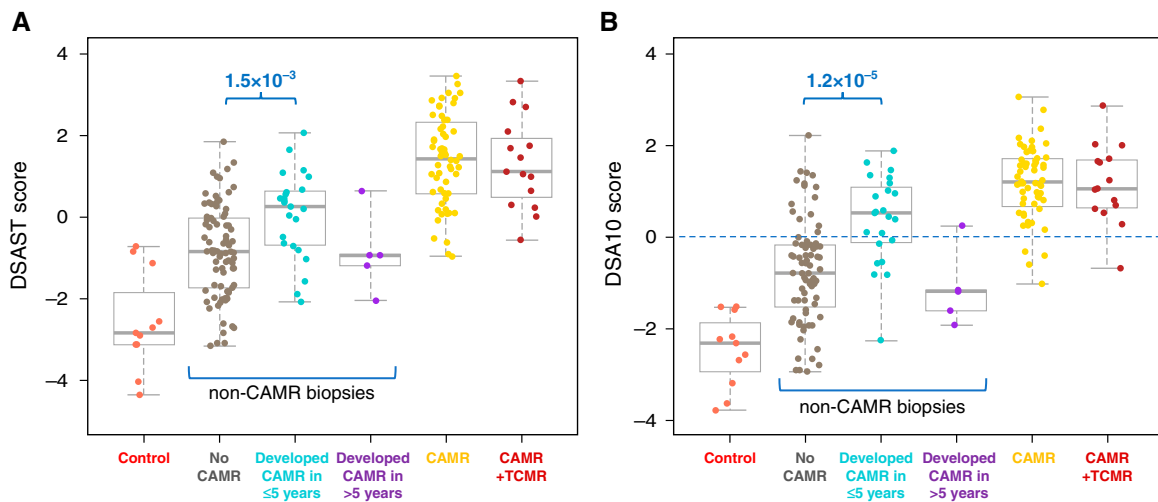 A
DSAST score
4
2
0
−2
−4
1.5×10⁻³
non-CAMR biopsies
Control
No
CAMR
Developed
CAMR in
≤5 years
Developed
CAMR in
>5 years
CAMR
CAMR
+TCMR
B
DSA10 score
4
2
0
−2
−4
1.2×10⁻⁵
non-CAMR biopsies
Control
No
CAMR
Developed
CAMR in
≤5 years
Developed
CAMR in
>5 years
CAMR
CAMR
+TCMR